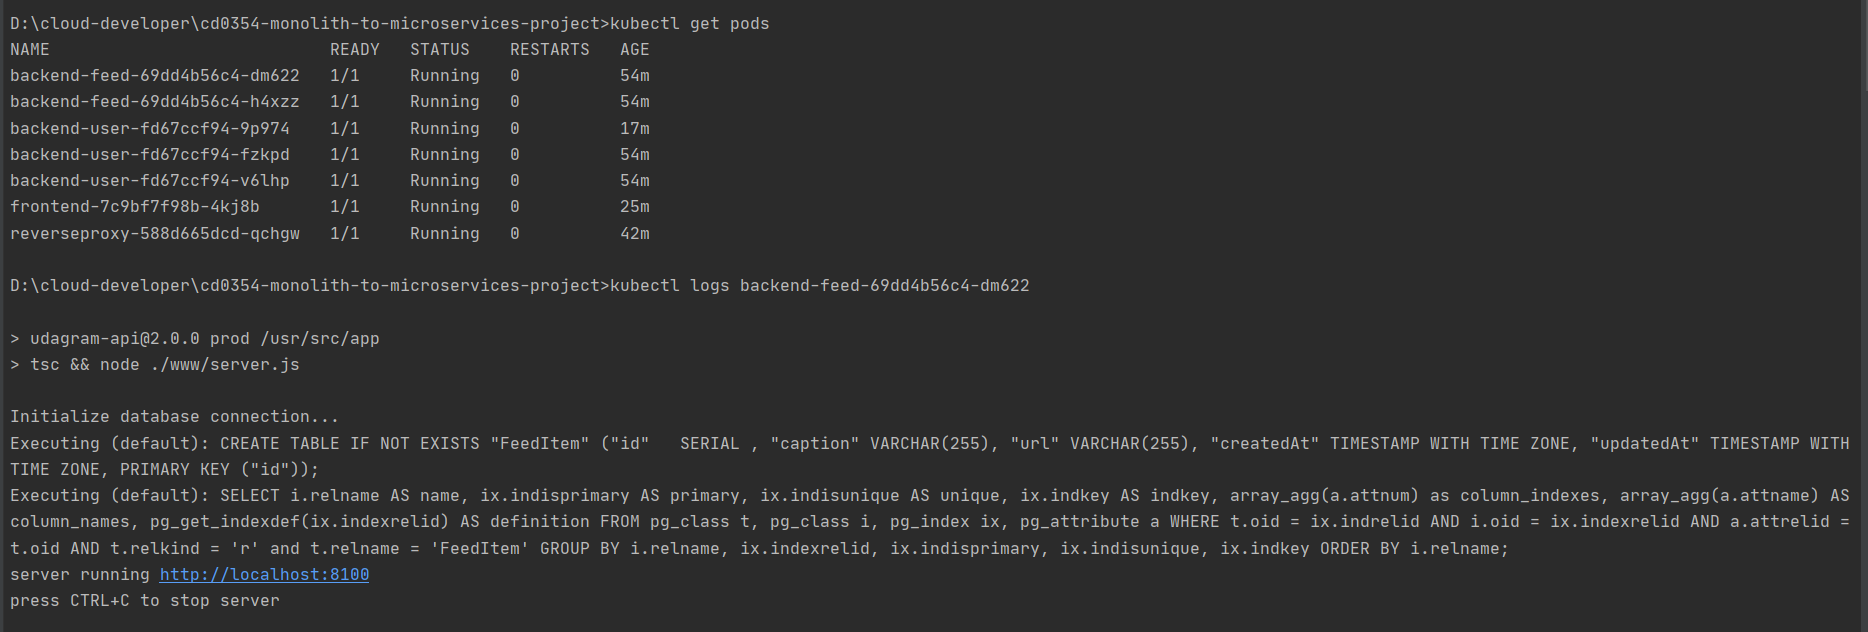 D:\cloud-developer\cd0354-monolith-to-microservices-project>kubectl get pods
NAME                            READY   STATUS    RESTARTS   AGE
backend-feed-69dd4b56c4-dm622   1/1     Running   0          54m
backend-feed-69dd4b56c4-h4xzz   1/1     Running   0          54m
backend-user-fd67ccf94-9p974    1/1     Running   0          17m
backend-user-fd67ccf94-fzkpd    1/1     Running   0          54m
backend-user-fd67ccf94-v6lhp    1/1     Running   0          54m
frontend-7c9bf7f98b-4kj8b       1/1     Running   0          25m
reverseproxy-588d665dcd-qchgw   1/1     Running   0          42m
D:\cloud-developer\cd0354-monolith-to-microservices-project>kubectl logs backend-feed-69dd4b56c4-dm622
> udagram-api@2.0.0 prod /usr/src/app
> tsc && node ./www/server.js
Initialize database connection...
Executing (default): CREATE TABLE IF NOT EXISTS "FeedItem" ("id"   SERIAL , "caption" VARCHAR(255), "url" VARCHAR(255), "createdAt" TIMESTAMP WITH TIME ZONE, "updatedAt" TIMESTAMP WITH
TIME ZONE, PRIMARY KEY ("id"));
Executing (default): SELECT i.relname AS name, ix.indisprimary AS primary, ix.indisunique AS unique, ix.indkey AS indkey, array_agg(a.attnum) as column_indexes, array_agg(a.attname) AS
column_names, pg_get_indexdef(ix.indexrelid) AS definition FROM pg_class t, pg_class i, pg_index ix, pg_attribute a WHERE t.oid = ix.indrelid AND i.oid = ix.indexrelid AND a.attrelid =
t.oid AND t.relkind = 'r' and t.relname = 'FeedItem' GROUP BY i.relname, ix.indexrelid, ix.indisprimary, ix.indisunique, ix.indkey ORDER BY i.relname;
server running http://localhost:8100
press CTRL+C to stop server